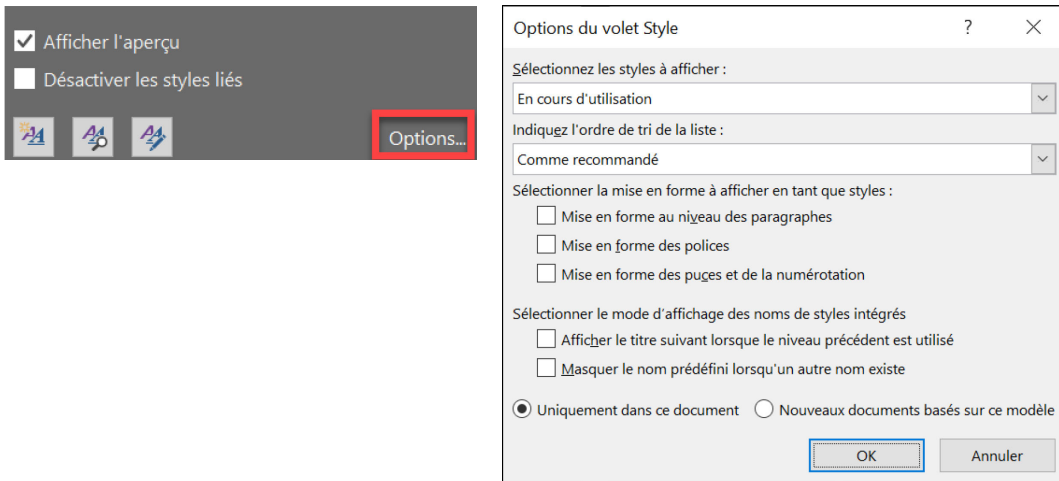 Afficher l'aperçu
Désactiver les styles liés
Options...
Options du volet Style
?
Sélectionnez les styles à afficher :
En cours d'utilisation
Indiquez l'ordre de tri de la liste :
Comme recommandé
Sélectionner la mise en forme à afficher en tant que styles :
Mise en forme au niveau des paragraphes
Mise en forme des polices
Mise en forme des puces et de la numérotation
Sélectionner le mode d'affichage des noms de styles intégrés
Afficher le titre suivant lorsque le niveau précédent est utilisé
Masquer le nom prédéfini lorsqu'un autre nom existe
Uniquement dans ce document Nouveaux documents basés sur ce modèle
OK Annuler